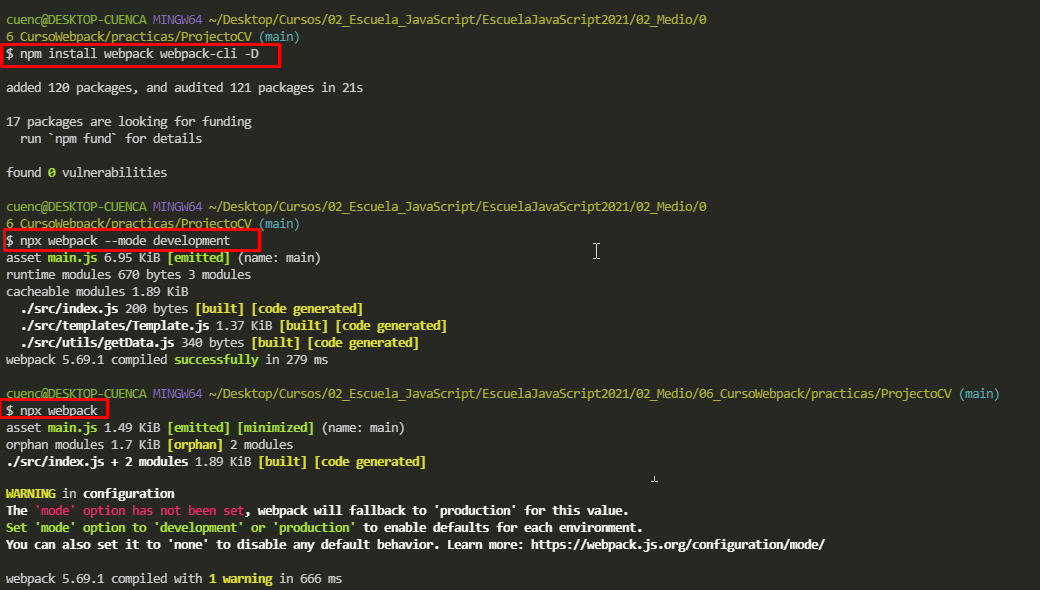 cuenc@DESKTOP-CUENCA MINGW64 ~/Desktop/Cursos/02_Escuela_JavaScript/EscuelaJavaScript2021/02_Medio/0
6_CursoWebpack/practicas/ProjectoCV (main)
$ npm install webpack webpack-cli -D
added 120 packages, and audited 121 packages in 21s
17 packages are looking for funding
  run `npm fund` for details
found 0 vulnerabilities
cuenc@DESKTOP-CUENCA MINGW64 ~/Desktop/Cursos/02_Escuela_JavaScript/EscuelaJavaScript2021/02_Medio/0
6_CursoWebpack/practicas/ProjectoCV (main)
$ npx webpack --mode development
asset main.js 6.95 KiB [emitted] (name: main)
runtime modules 670 bytes 3 modules
cacheable modules 1.89 KiB
  ./src/index.js 200 bytes [built] [code generated]
  ./src/templates/Template.js 1.37 KiB [built] [code generated]
  ./src/utils/getData.js 340 bytes [built] [code generated]
webpack 5.69.1 compiled successfully in 279 ms
cuenc@DESKTOP-CUENCA MINGW64 ~/Desktop/Cursos/02_Escuela_JavaScript/EscuelaJavaScript2021/02_Medio/06_CursoWebpack/practicas/ProjectoCV (main)
$ npx webpack
asset main.js 1.49 KiB [emitted] [minimized] (name: main)
orphan modules 1.7 KiB [orphan] 2 modules
./src/index.js + 2 modules 1.89 KiB [built] [code generated]
WARNING in configuration
The 'mode' option has not been set, webpack will fallback to 'production' for this value.
Set 'mode' option to 'development' or 'production' to enable defaults for each environment.
You can also set it to 'none' to disable any default behavior. Learn more: https://webpack.js.org/configuration/mode/
webpack 5.69.1 compiled with 1 warning in 666 ms